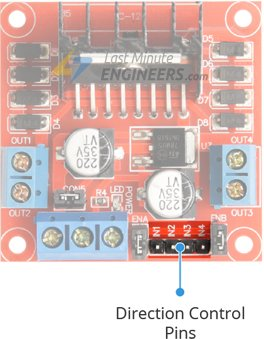 Last Minute
ENGINEERS.com
D5
D6
D7
D8
D4
OUT1
OUT4
220
35V
VT
CON5
R4
LED
POWER
220
35V
VT
OUT2
OUT3
ENA
ENB
IN1
IN2
IN3
IN4
Direction Control
Pins